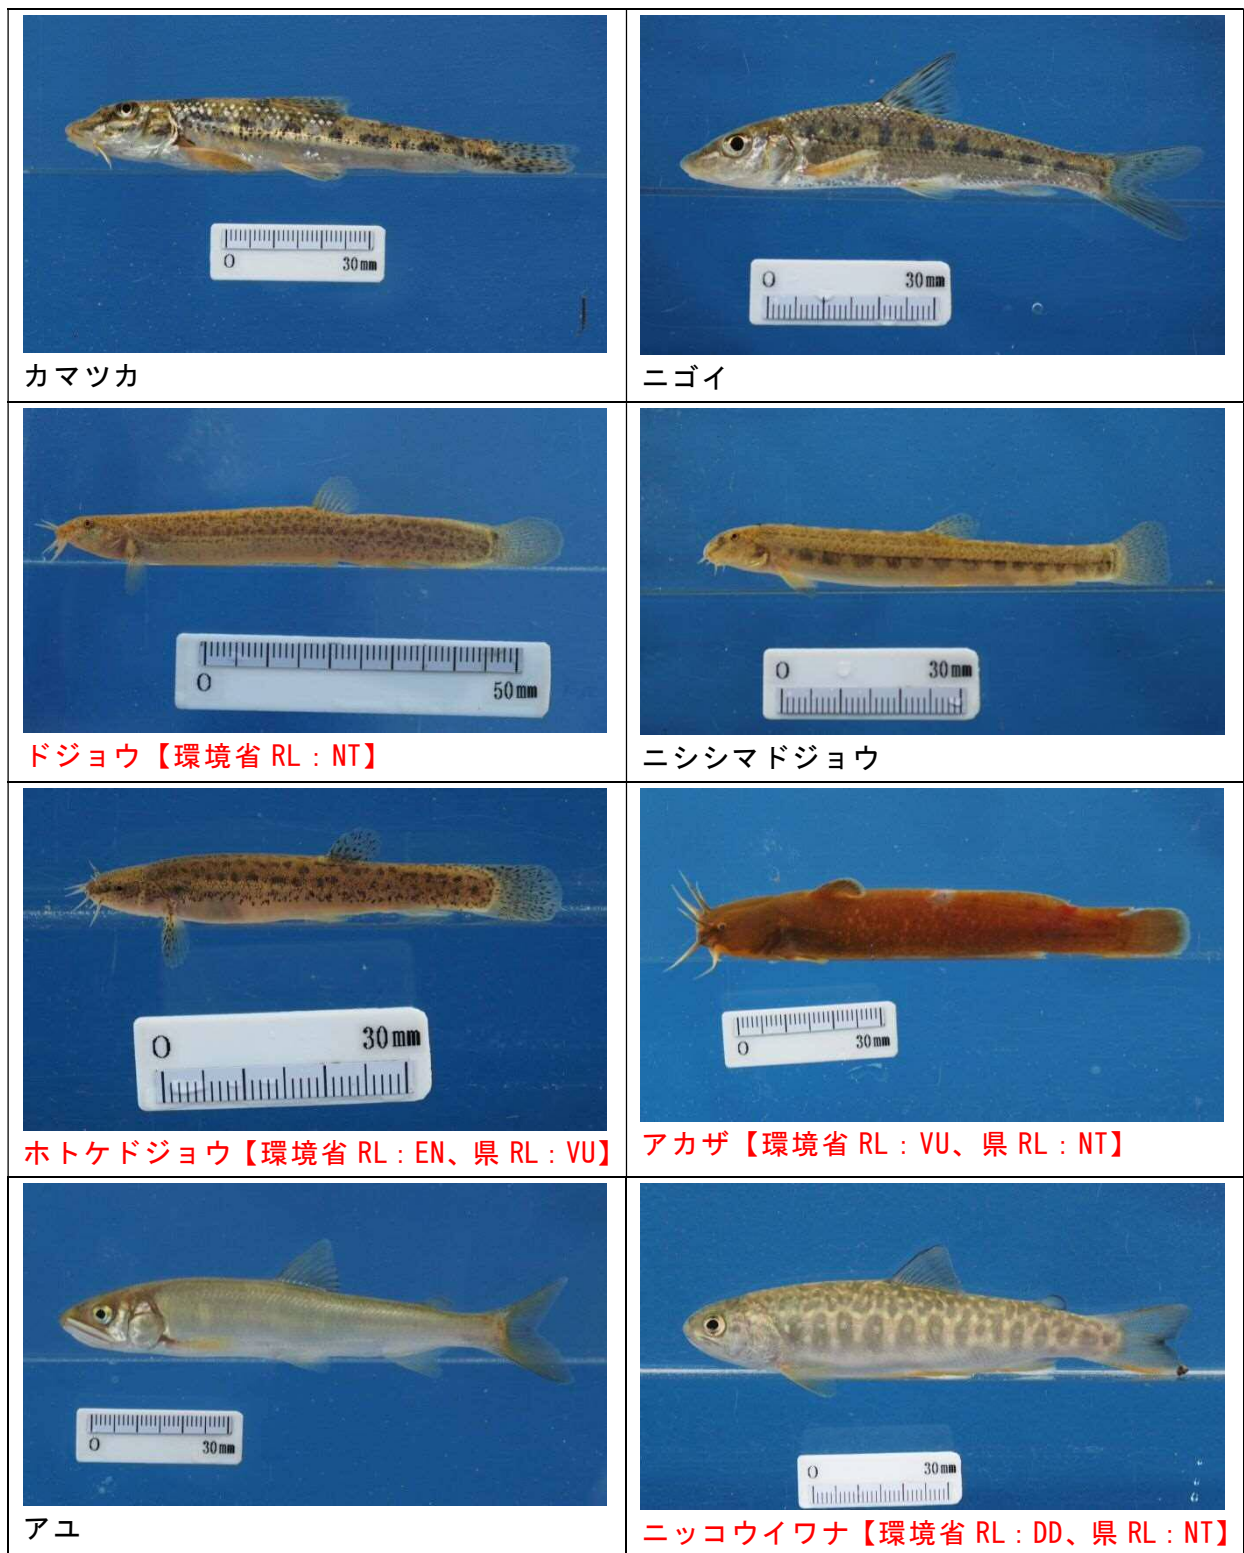 0 30mm
カマツカ
0 30mm
ニゴイ
0 50mm
ドジョウ【環境省 RL：NT】
0 30mm
ニシシマドジョウ
0 30mm
ホトケドジョウ【環境省 RL：EN、県 RL：VU】
0 30mm
アカザ【環境省 RL：VU、県 RL：NT】
0 30mm
アユ
0 30mm
ニッコウイワナ【環境省 RL：DD、県 RL：NT】